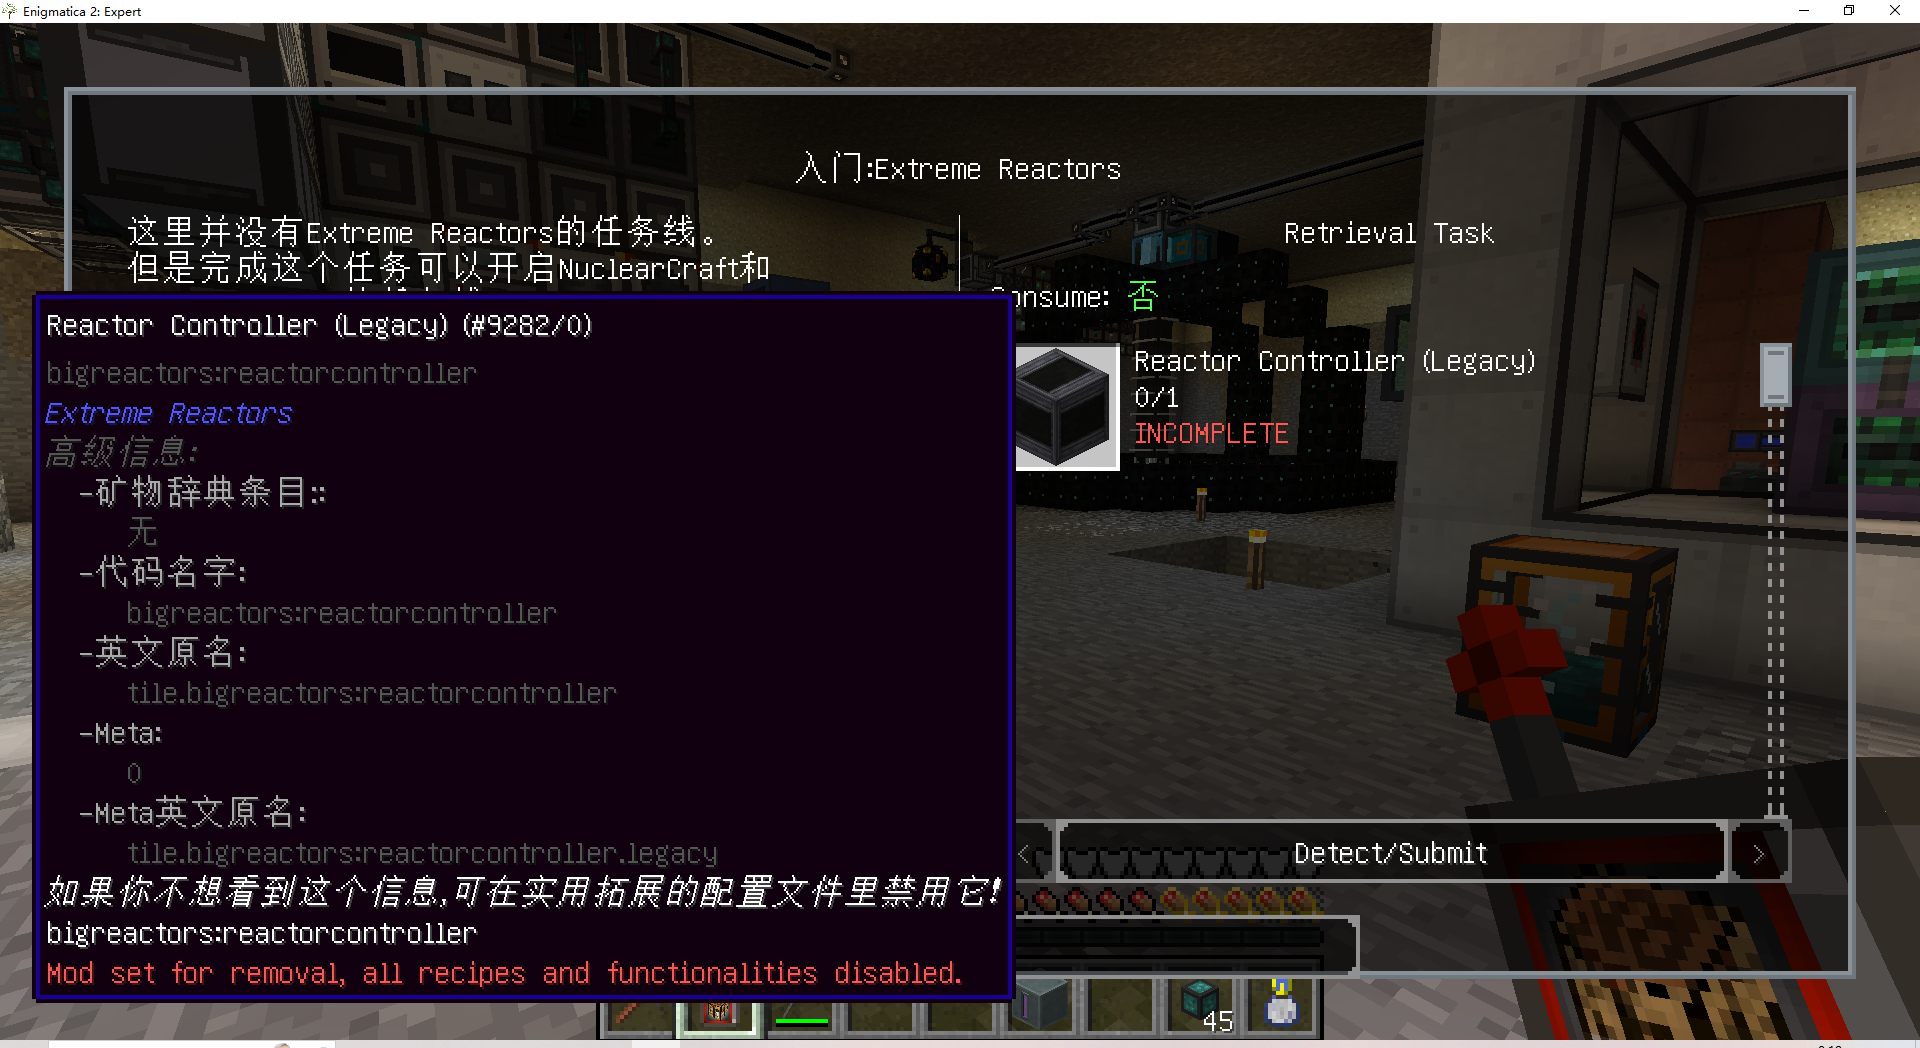 Enigmatica 2: Expert
入门:Extreme Reactors
这里并没有Extreme Reactors的任务线。
但是完成这个任务可以开启NuclearCraft和
Retrieval Task
Consume: 否
Reactor Controller (Legacy)
0/1
INCOMPLETE
Reactor Controller (Legacy) (#9282/0)
bigreactors:reactorcontroller
Extreme Reactors
高级信息:
-矿物辞典条目::
无
-代码名字:
bigreactors:reactorcontroller
-英文原名:
tile.bigreactors:reactorcontroller
-Meta:
0
-Meta英文原名:
tile.bigreactors:reactorcontroller.legacy
如果你不想看到这个信息,可在实用拓展的配置文件里禁用它!
bigreactors:reactorcontroller
Mod set for removal, all recipes and functionalities disabled.
< Detect/Submit >
45